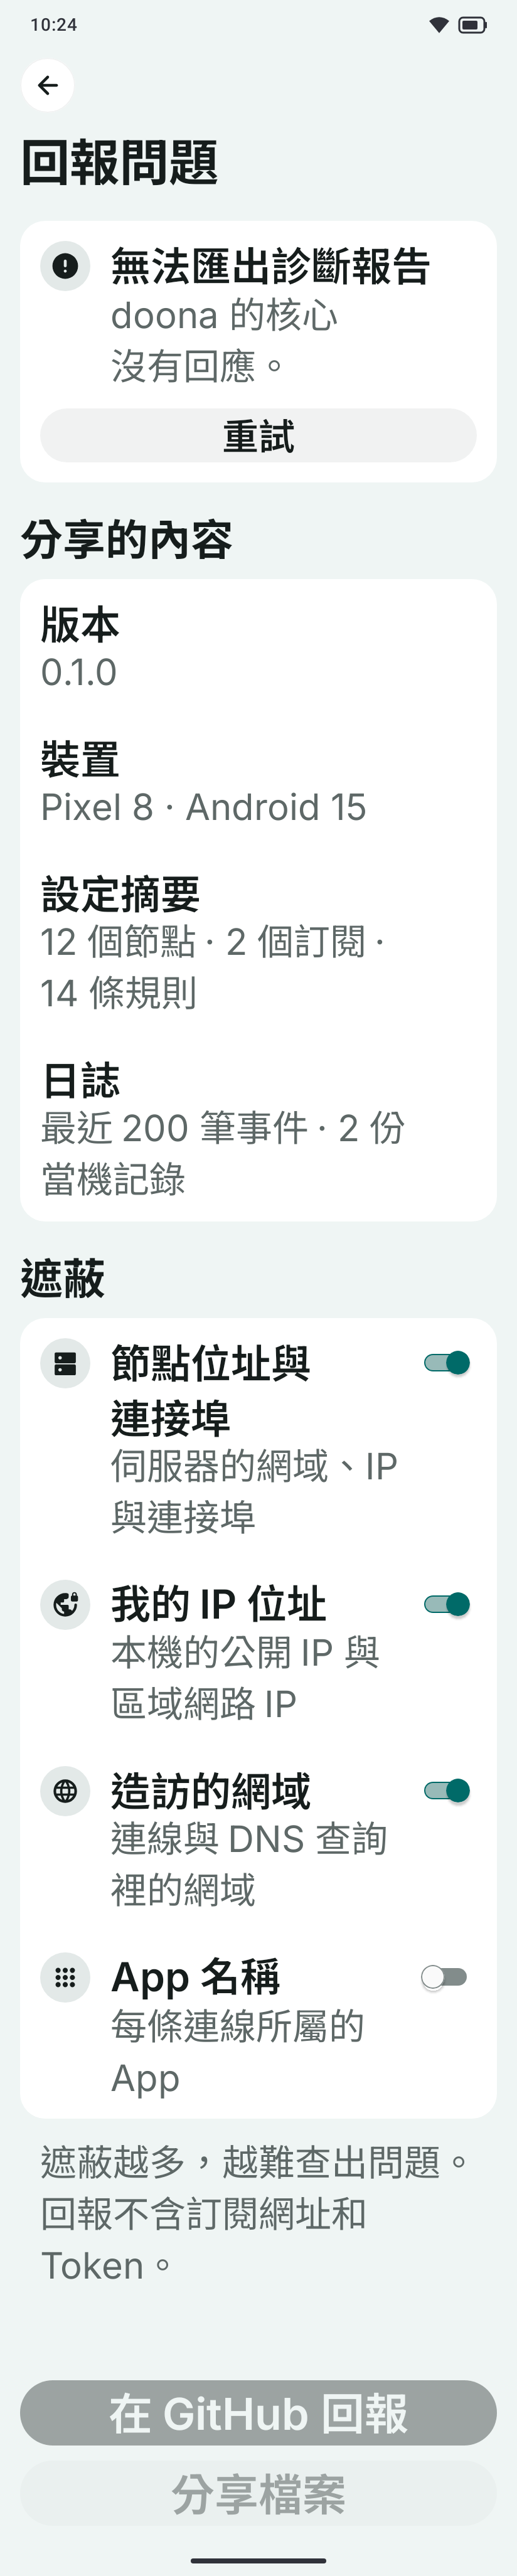 10:24
回報問題
無法匯出診斷報告
doona 的核心
沒有回應。
重試
分享的內容
版本
0.1.0
裝置
Pixel 8 · Android 15
設定摘要
12 個節點 · 2 個訂閱 ·
14 條規則
日誌
最近 200 筆事件 · 2 份
當機記錄
遮蔽
節點位址與
連接埠
伺服器的網域、IP
與連接埠
我的 IP 位址
本機的公開 IP 與
區域網路 IP
造訪的網域
連線與 DNS 查詢
裡的網域
App 名稱
每條連線所屬的
App
遮蔽越多，越難查出問題。
回報不含訂閱網址和
Token。
在 GitHub 回報
分享檔案